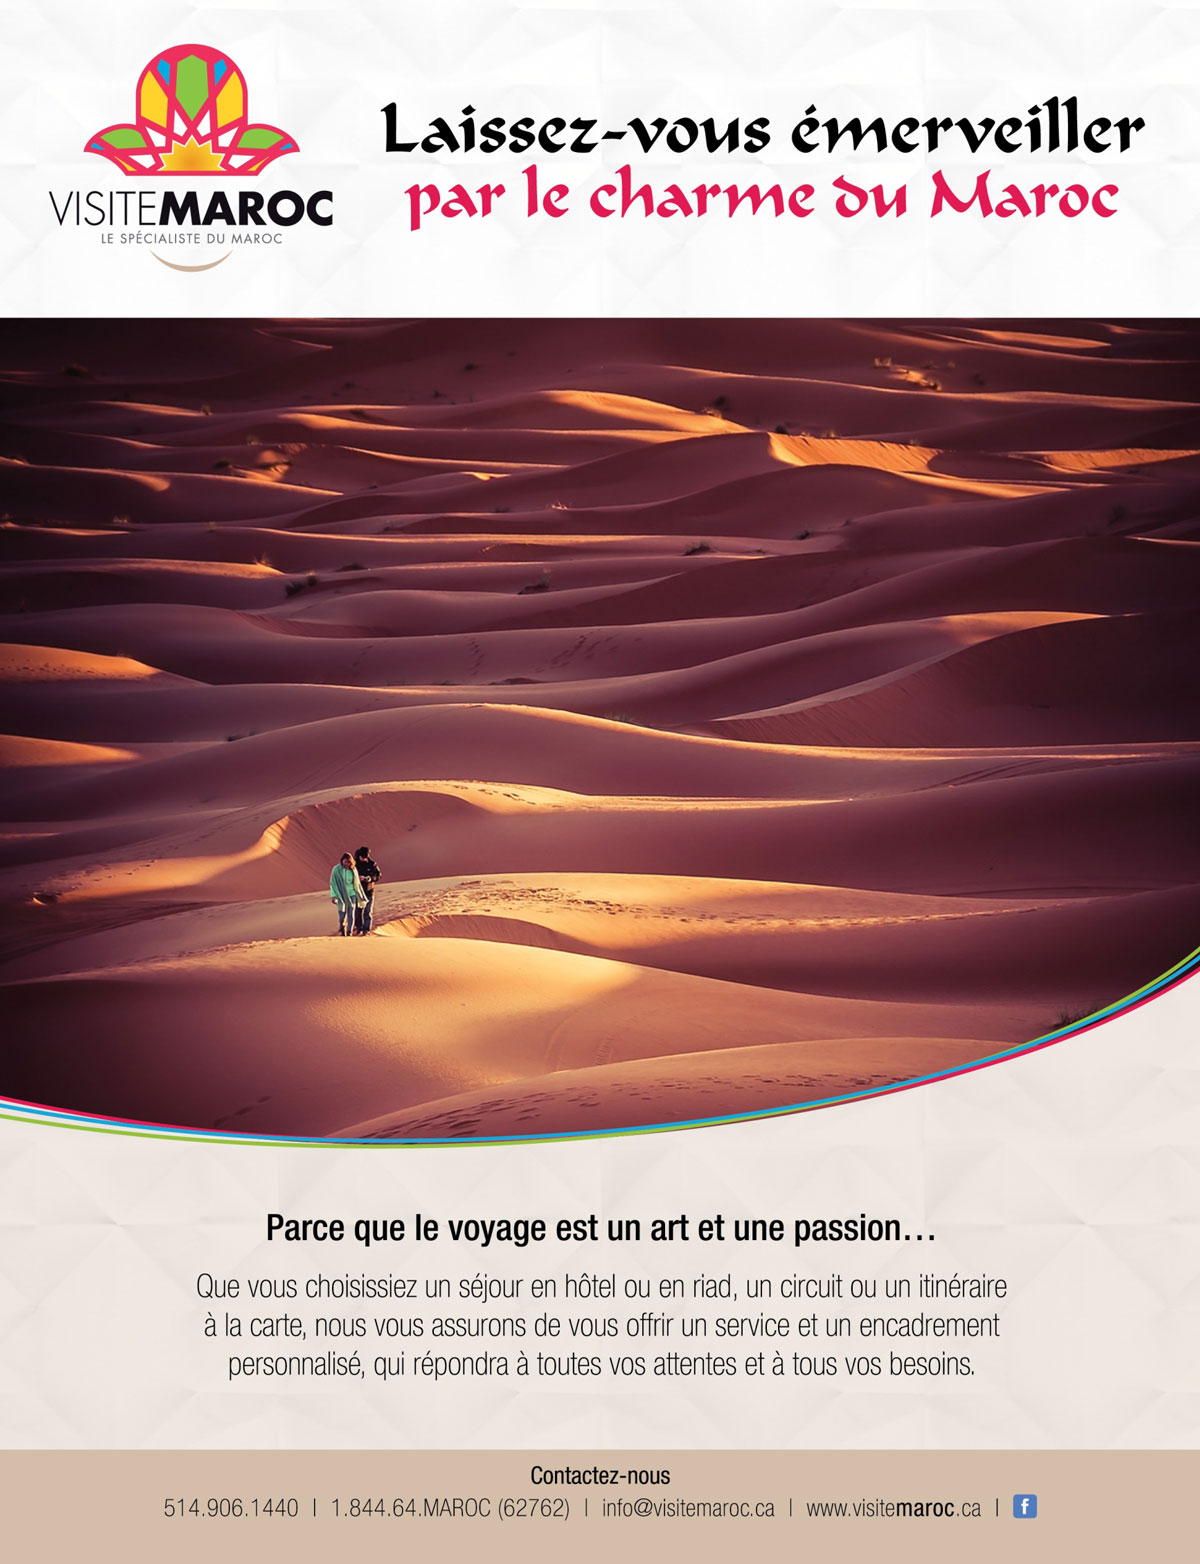 VISITEMAROC
LE SPÉCIALISTE DU MAROC
Laissez-vous émerveiller
par le charme du Maroc
Parce que le voyage est un art et une passion…
Que vous choisissiez un séjour en hôtel ou en riad, un circuit ou un itinéraire
à la carte, nous vous assurons de vous offrir un service et un encadrement
personnalisé, qui répondra à toutes vos attentes et à tous vos besoins.
Contactez-nous
514.906.1440 | 1.844.64.MAROC (62762) | info@visitemaroc.ca | www.visitemaroc.ca | f